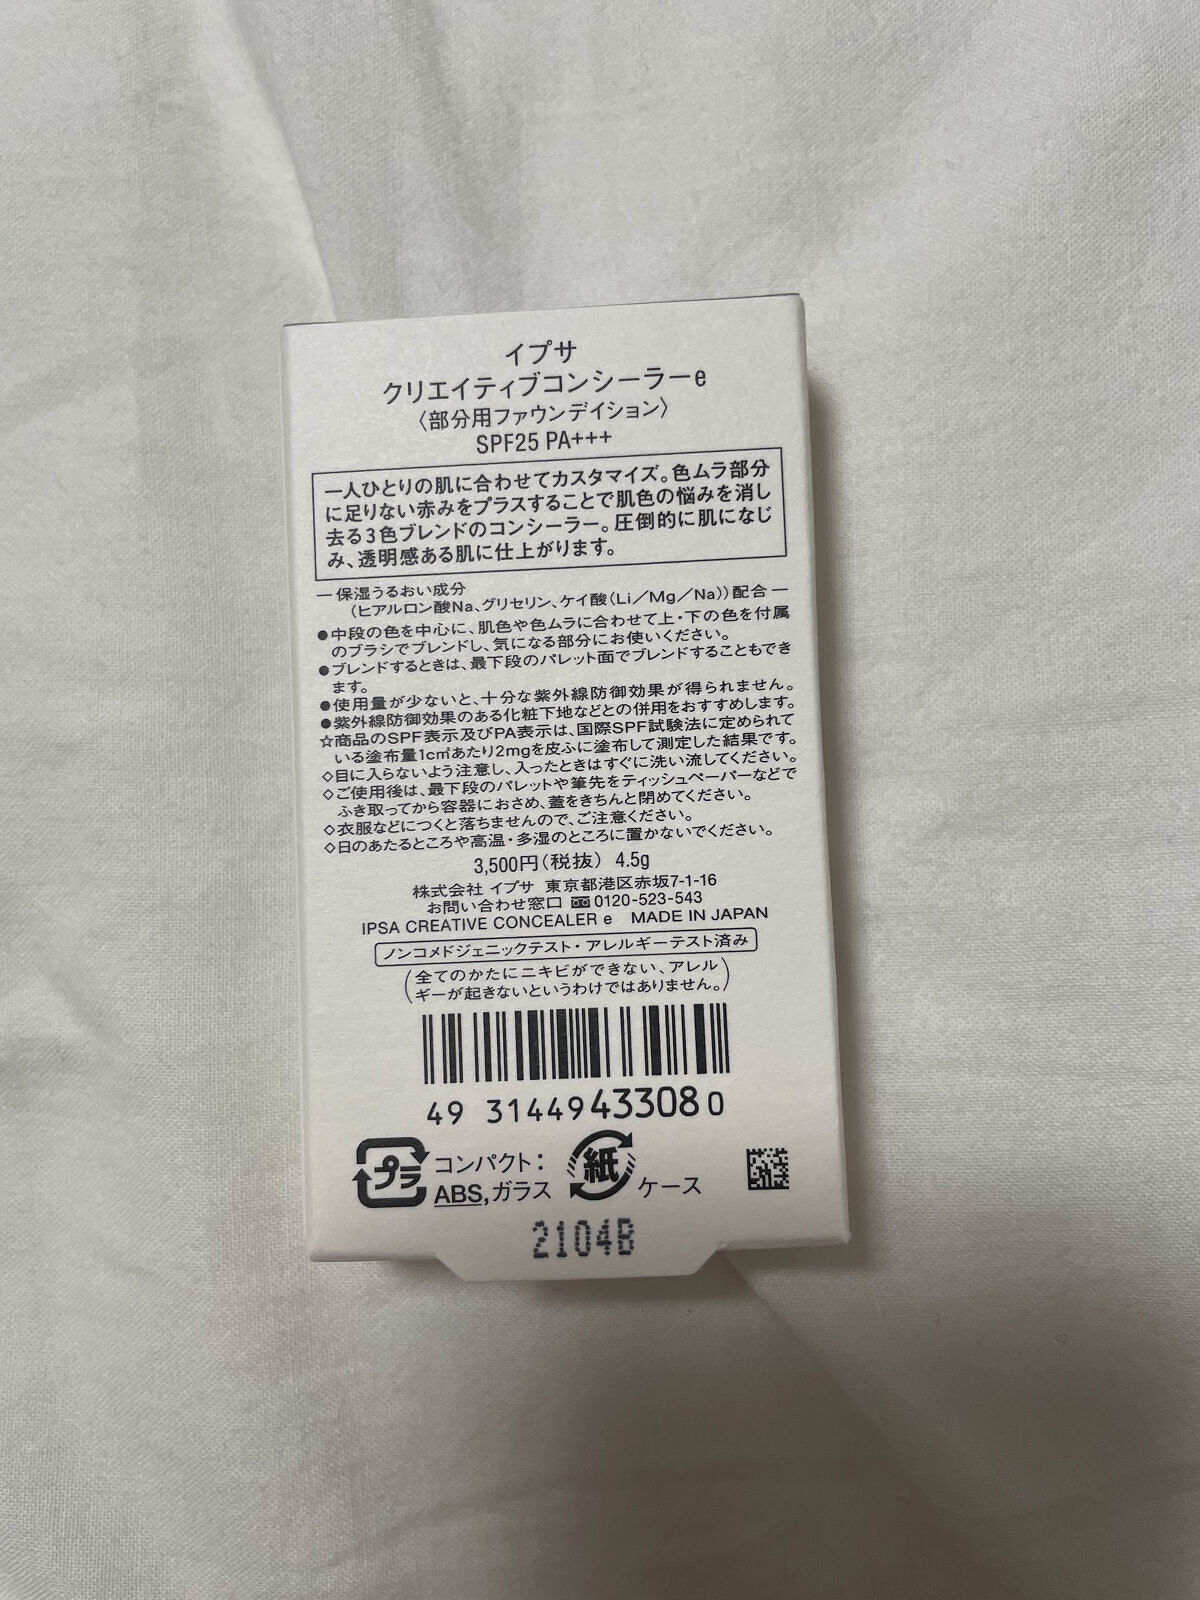 イプサ
クリエイティブコンシーラーe
〈部分用ファウンデイション〉
SPF25 PA+++
一人ひとりの肌に合わせてカスタマイズ。色ムラ部分
に足りない赤みをプラスすることで肌色の悩みを消し
去る3色ブレンドのコンシーラー。圧倒的に肌になじ
み、透明感ある肌に仕上がります。
― 保湿うるおい成分
(ヒアルロン酸Na、グリセリン、ケイ酸(Li/Mg/Na))配合 ―
●中段の色を中心に、肌色や色ムラに合わせて上・下の色を付属
のブラシでブレンドし、気になる部分にお使いください。
●ブレンドするときは、最下段のパレット面でブレンドすることもでき
ます。
●使用量が少ないと、十分な紫外線防御効果が得られません。
●紫外線防御効果のある化粧下地などとの併用をおすすめします。
☆商品のSPF表示及びPA表示は、国際SPF試験法に定められて
いる塗布量1c㎡あたり2mgを皮ふに塗布して測定した結果です。
◇目に入らないよう注意し、入ったときはすぐに洗い流してください。
◇ご使用後は、最下段のパレットや筆先をティッシュペーパーなどで
ふき取ってから容器におさめ、蓋をきちんと閉めてください。
◇衣服などにつくと落ちませんので、ご注意ください。
◇日のあたるところや高温・多湿のところに置かないでください。
3,500円(税抜) 4.5g
株式会社 イプサ 東京都港区赤坂7-1-16
お問い合わせ窓口 0120-523-543
IPSA CREATIVE CONCEALER e MADE IN JAPAN
ノンコメドジェニックテスト・アレルギーテスト済み
(全てのかたにニキビができない、アレル
ギーが起きないというわけではありません。)
49 3144943308 0
プラ コンパクト: 紙 ケース
ABS,ガラス
2104B